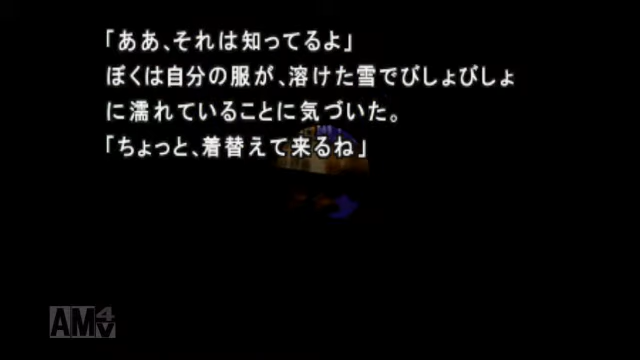 「ああ、それは知ってるよ」
ぼくは自分の服が、溶けた雪でびしょびしょ
に濡れていることに気づいた。
「ちょっと、着替えて来るね」
AM4V